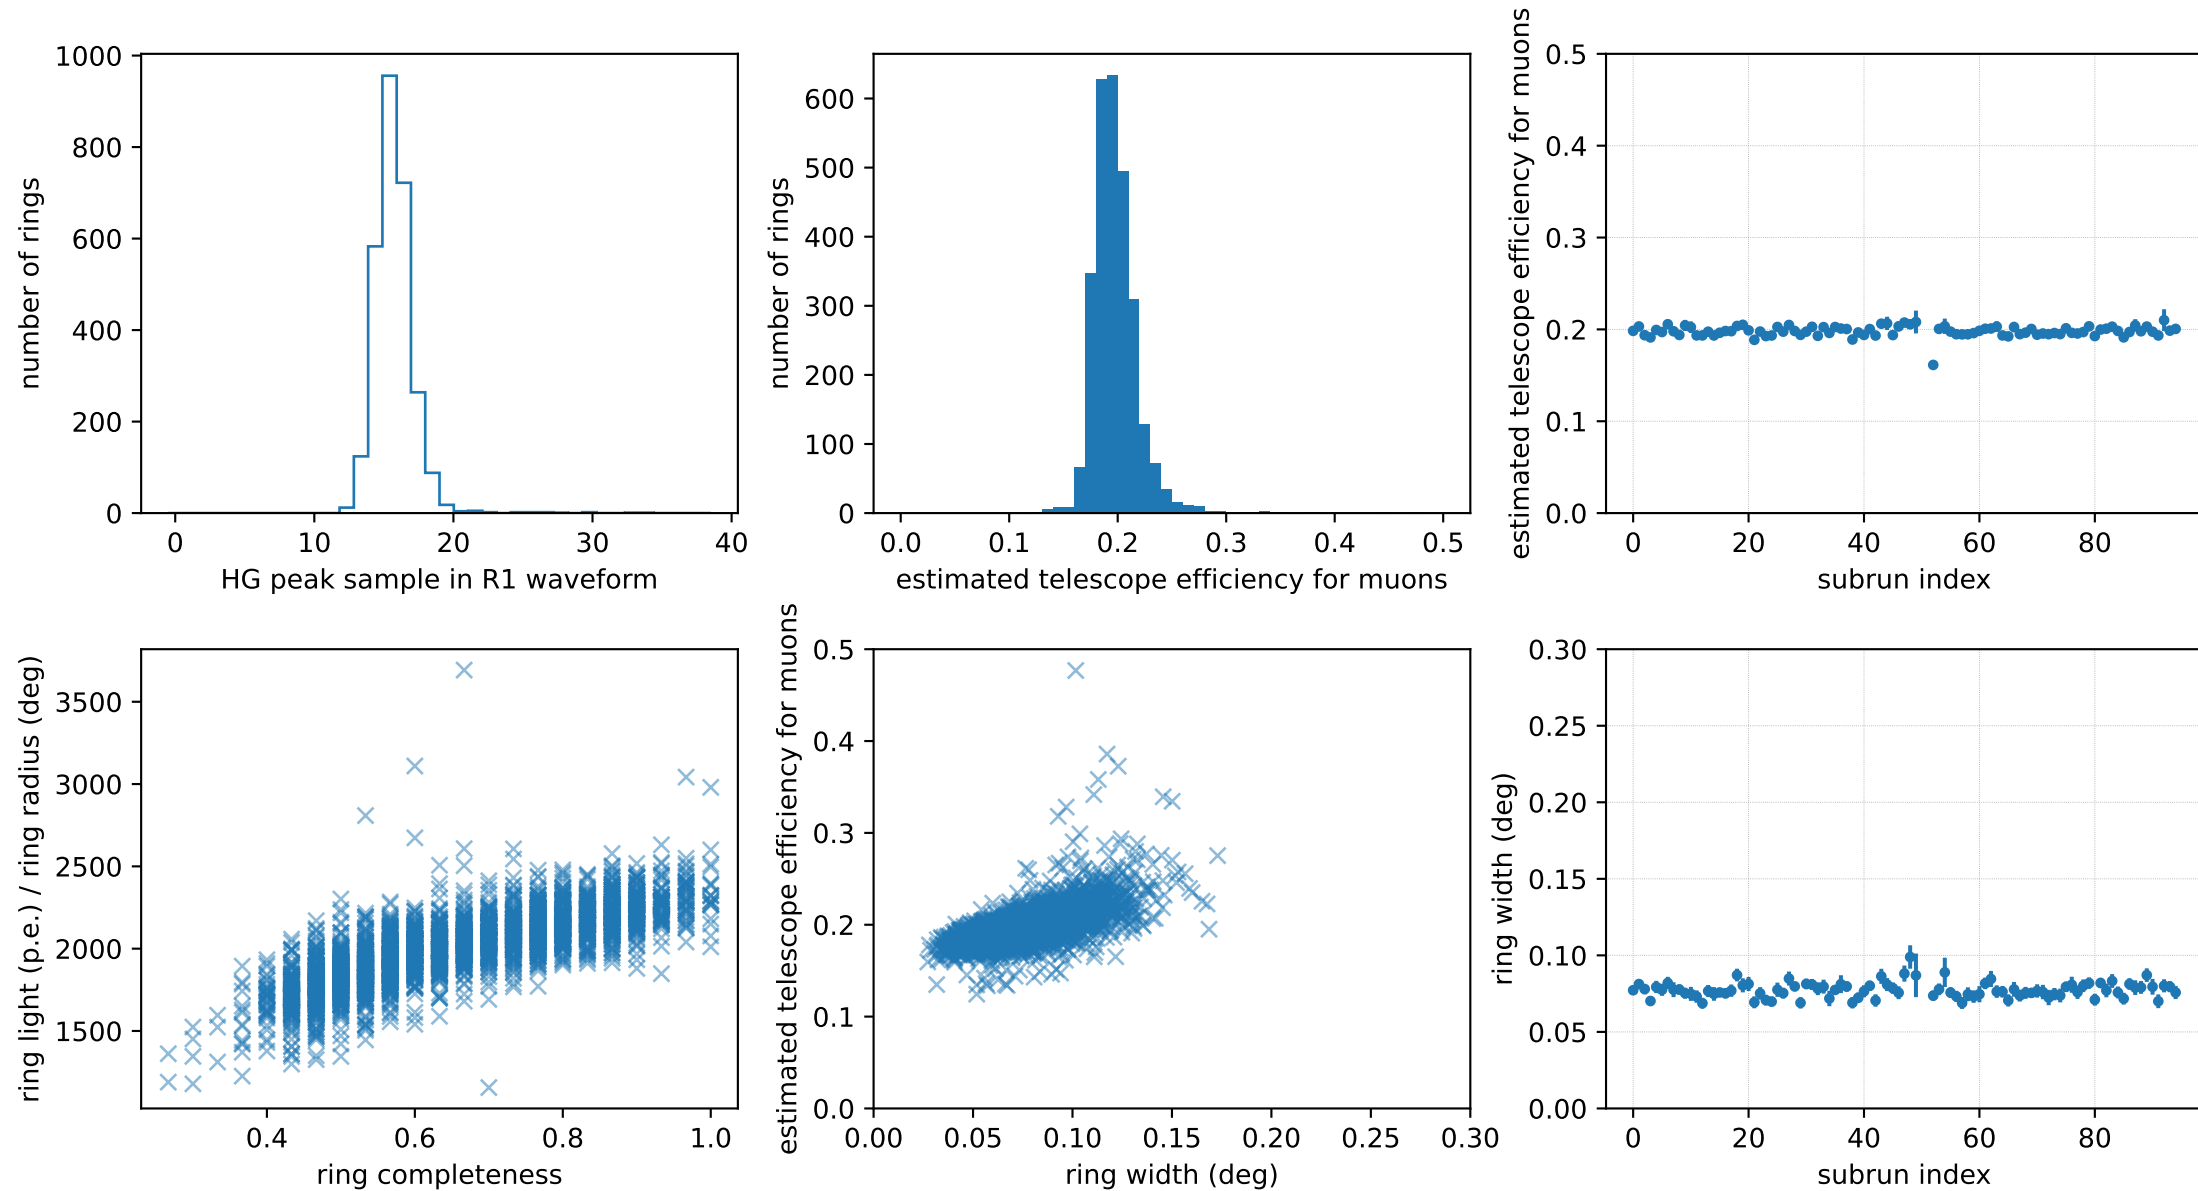 1000
800
600
400
200
0
number of rings
0 10 20 30 40
HG peak sample in R1 waveform
600
500
400
300
200
100
0
number of rings
0.0 0.1 0.2 0.3 0.4 0.5
estimated telescope efficiency for muons
0.5
0.4
0.3
0.2
0.1
0.0
estimated telescope efficiency for muons
0 20 40 60 80
subrun index
3500
3000
2500
2000
1500
ring light (p.e.) / ring radius (deg)
0.4 0.6 0.8 1.0
ring completeness
0.5
0.4
0.3
0.2
0.1
0.0
estimated telescope efficiency for muons
0.00 0.05 0.10 0.15 0.20 0.25 0.30
ring width (deg)
0.30
0.25
0.20
0.15
0.10
0.05
0.00
ring width (deg)
0 20 40 60 80
subrun index